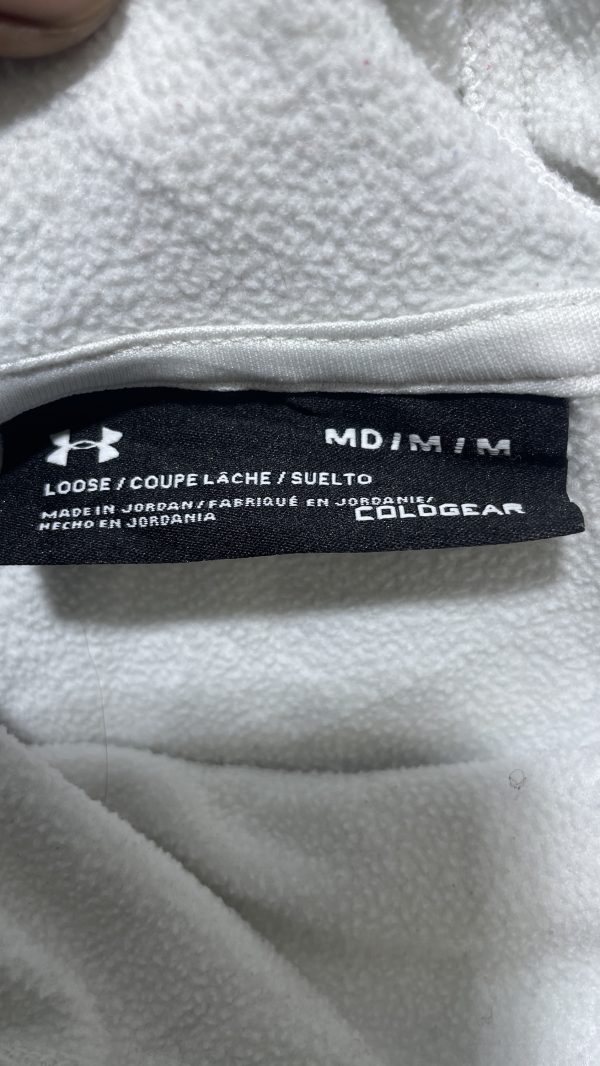 MD / M / M
LOOSE / COUPE LÂCHE / SUELTO
MADE IN JORDAN / FABRIQUÉ EN JORDANIE/
HECHO EN JORDANIA
COLDGEAR